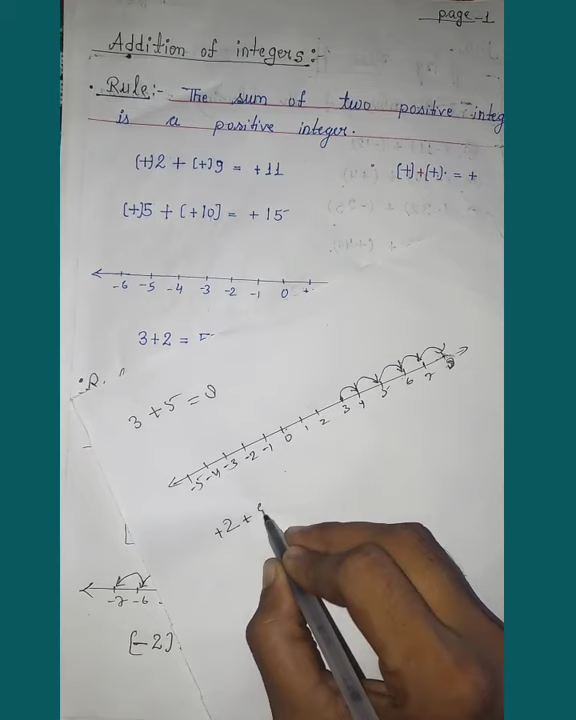 page-1
Addition of integers:-
Rule:- The sum of two positive integ
is a positive integer.
(+)2 + (+)9 = +11 (+)+(+) = +
(+)5 + (+10) = +15
-6 -5 -4 -3 -2 -1 0 +
3+2 = 5
3+5=8
-5 -4 -3 -2 -1 0 1 2 3 4 5 6 7 8
+2+
-7 -6
(-2)